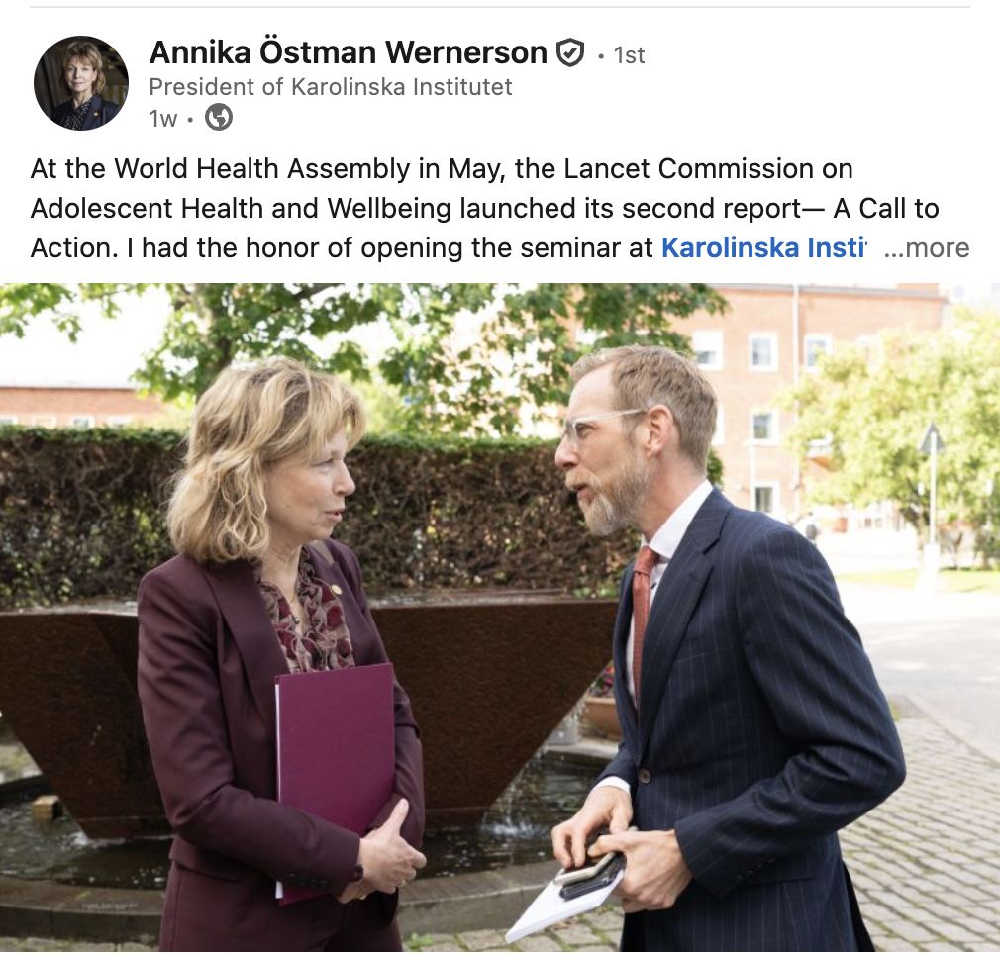 Annika Östman Wernerson · 1st
President of Karolinska Institutet
1w •
At the World Health Assembly in May, the Lancet Commission on
Adolescent Health and Wellbeing launched its second report— A Call to
Action. I had the honor of opening the seminar at Karolinska Insti ...more